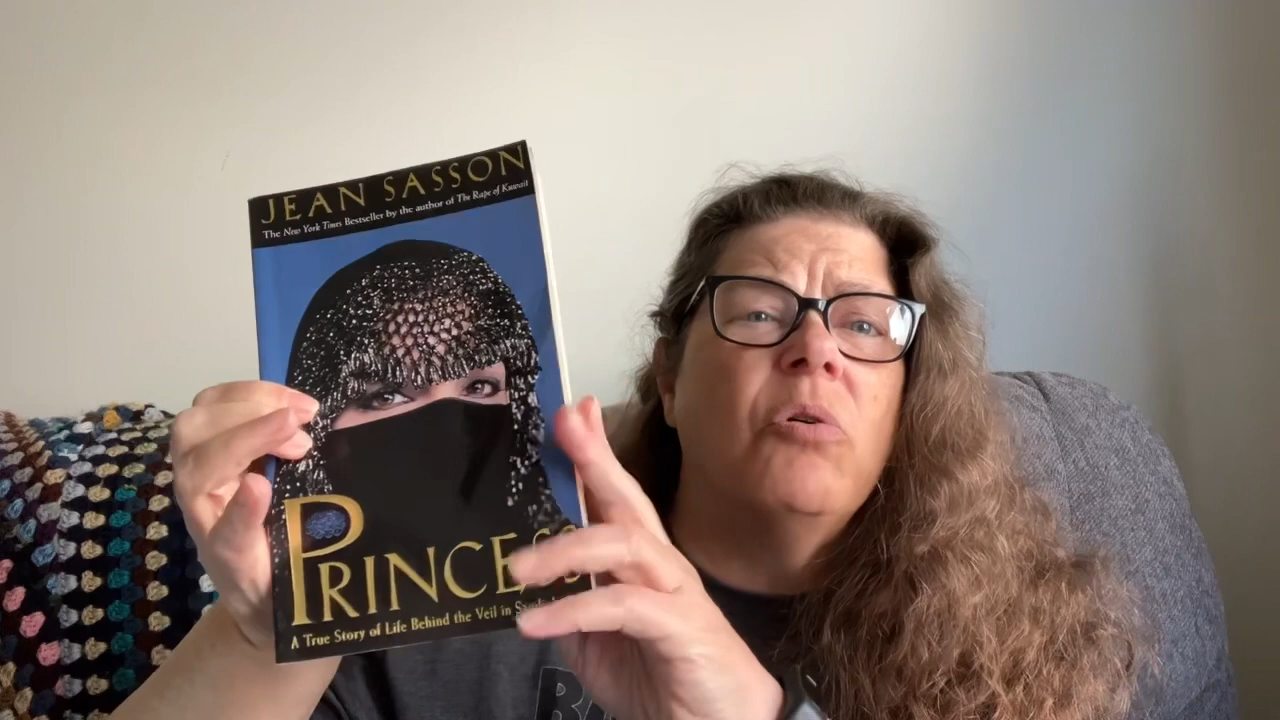 JEAN SASSON
The New York Times Bestseller by the author of The Rape of Kuwait
PRINCESS
A True Story of Life Behind the Veil in